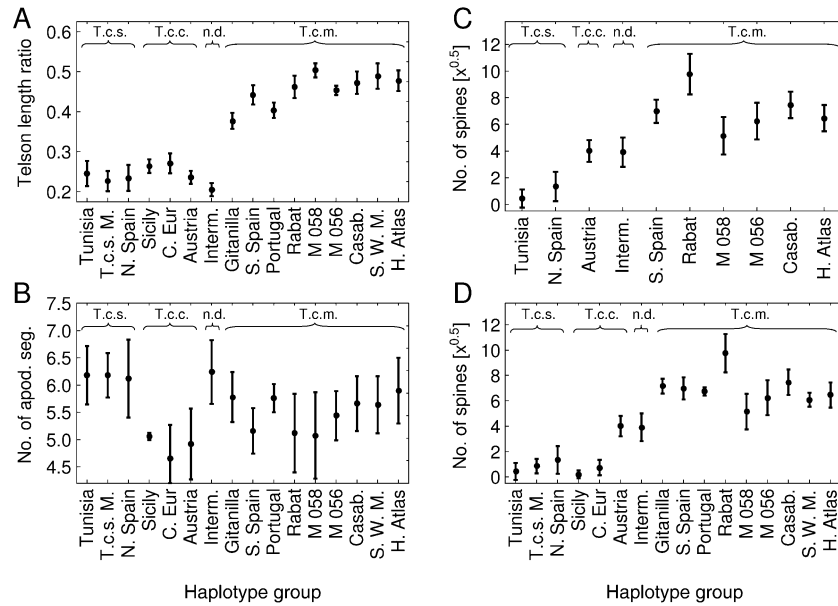 A
T.c.s.
T.c.c.
n.d.
T.c.m.
Telson length ratio
0.6
0.5
0.4
0.3
0.2
Tunisia
T.c.s. M.
N. Spain
Sicily
C. Eur
Austria
Interm.
Gitanilla
S. Spain
Portugal
Rabat
M 058
M 056
Casab.
S. W. M.
H. Atlas
B
T.c.s.
T.c.c.
n.d.
T.c.m.
No. of apod. seg.
7.5
7.0
6.5
6.0
5.5
5.0
4.5
Tunisia
T.c.s. M.
N. Spain
Sicily
C. Eur
Austria
Interm.
Gitanilla
S. Spain
Portugal
Rabat
M 058
M 056
Casab.
S. W. M.
H. Atlas
Haplotype group
C
T.c.s.
T.c.c.
n.d.
T.c.m.
No. of spines [x^0.5]
12
10
8
6
4
2
0
Tunisia
N. Spain
Austria
Interm.
S. Spain
Rabat
M 058
M 056
Casab.
H. Atlas
D
T.c.s.
T.c.c.
n.d.
T.c.m.
No. of spines [x^0.5]
12
10
8
6
4
2
0
Tunisia
T.c.s. M.
N. Spain
Sicily
C. Eur
Austria
Interm.
Gitanilla
S. Spain
Portugal
Rabat
M 058
M 056
Casab.
S. W. M.
H. Atlas
Haplotype group